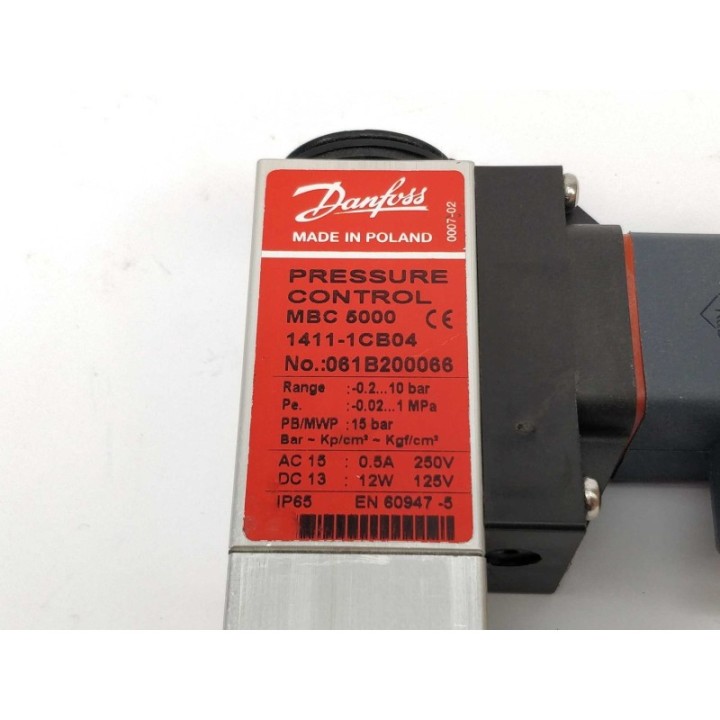 Danfoss
MADE IN POLAND
0007-02
PRESSURE
CONTROL
MBC 5000 CE
1411-1CB04
No.:061B200066
Range :-0.2...10 bar
Pe. :-0.02...1 MPa
PB/MWP : 15 bar
Bar ~ Kp/cm² ~ Kgf/cm²
AC 15 : 0.5A 250V
DC 13 : 12W 125V
IP65 EN 60947 -5